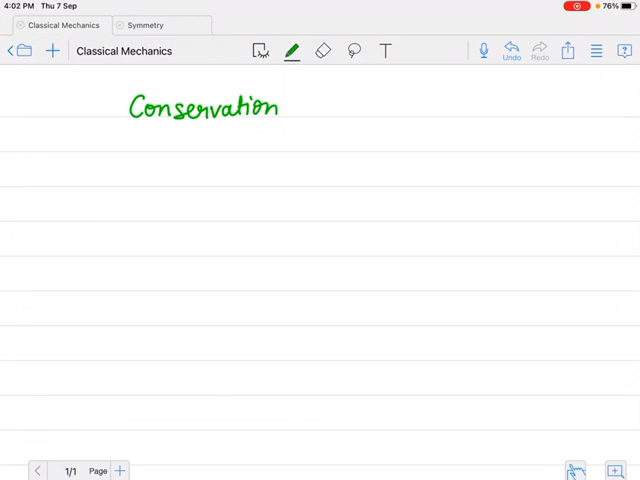 4:02 PM Thu 7 Sep 76%
Classical Mechanics Symmetry
Classical Mechanics T Undo Redo ?
Conservation
1/1 Page